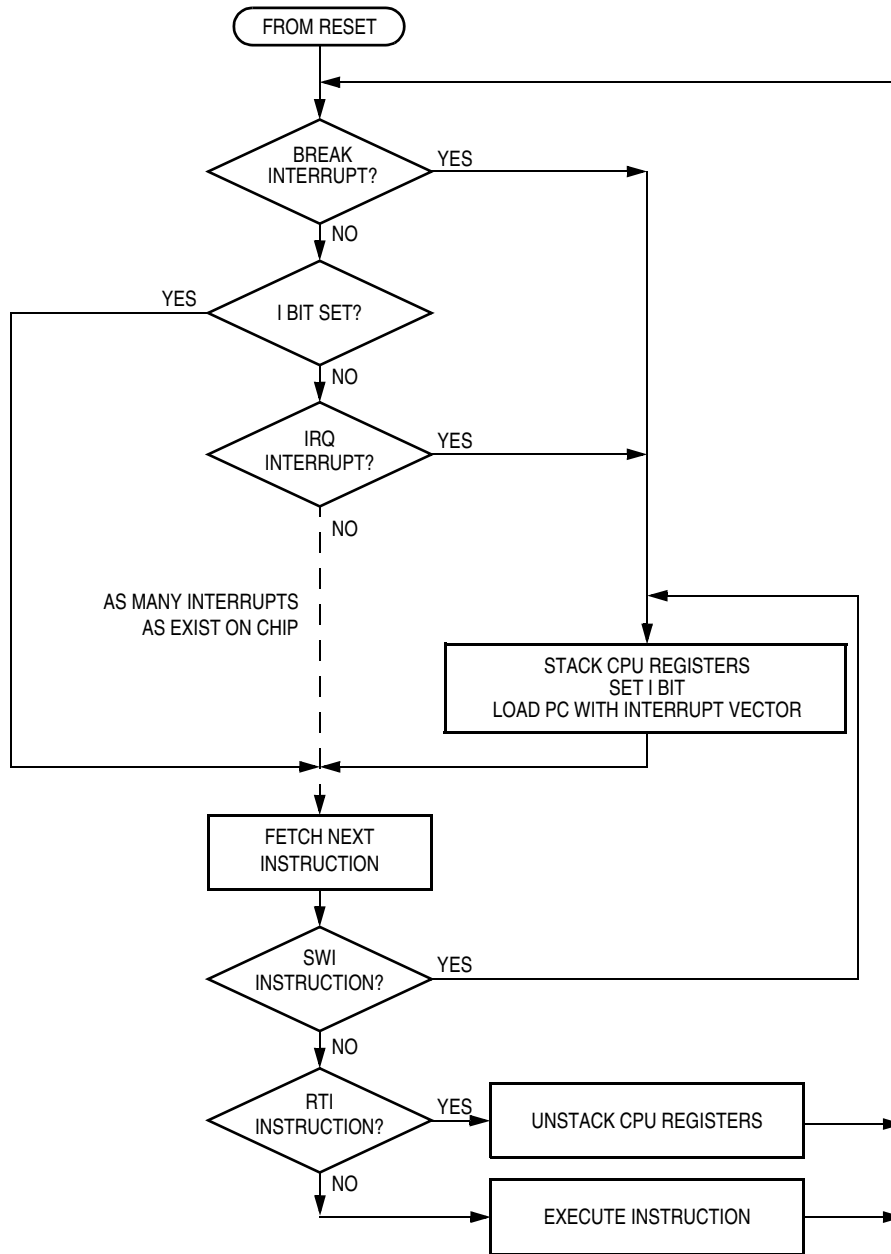 FROM RESET
BREAK
INTERRUPT?
YES
NO
YES
I BIT SET?
NO
IRQ
INTERRUPT?
YES
NO
AS MANY INTERRUPTS
AS EXIST ON CHIP
STACK CPU REGISTERS
SET I BIT
LOAD PC WITH INTERRUPT VECTOR
FETCH NEXT
INSTRUCTION
SWI
INSTRUCTION?
YES
NO
RTI
INSTRUCTION?
YES
UNSTACK CPU REGISTERS
NO
EXECUTE INSTRUCTION